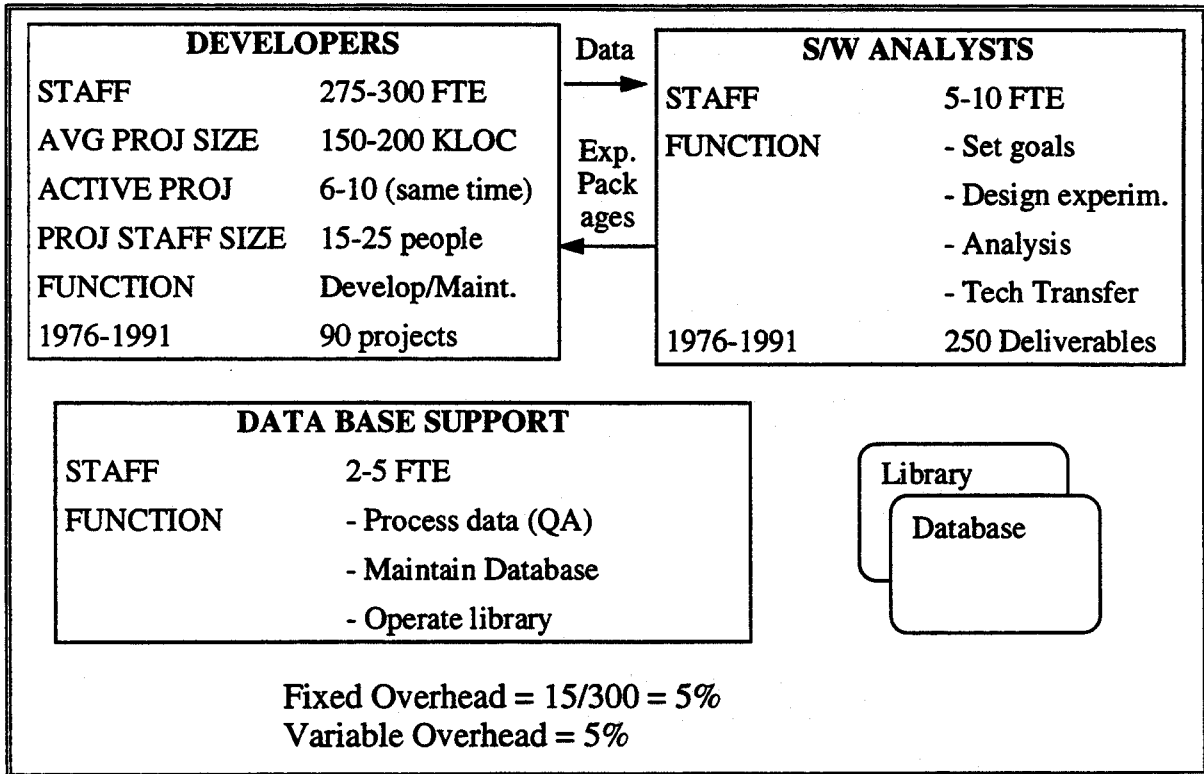 DEVELOPERS
STAFF 275-300 FTE
AVG PROJ SIZE 150-200 KLOC
ACTIVE PROJ 6-10 (same time)
PROJ STAFF SIZE 15-25 people
FUNCTION Develop/Maint.
1976-1991 90 projects
Data
Exp.
Pack
ages
S/W ANALYSTS
STAFF 5-10 FTE
FUNCTION - Set goals
- Design experim.
- Analysis
- Tech Transfer
1976-1991 250 Deliverables
DATA BASE SUPPORT
STAFF 2-5 FTE
FUNCTION - Process data (QA)
- Maintain Database
- Operate library
Library
Database
Fixed Overhead = 15/300 = 5%
Variable Overhead = 5%